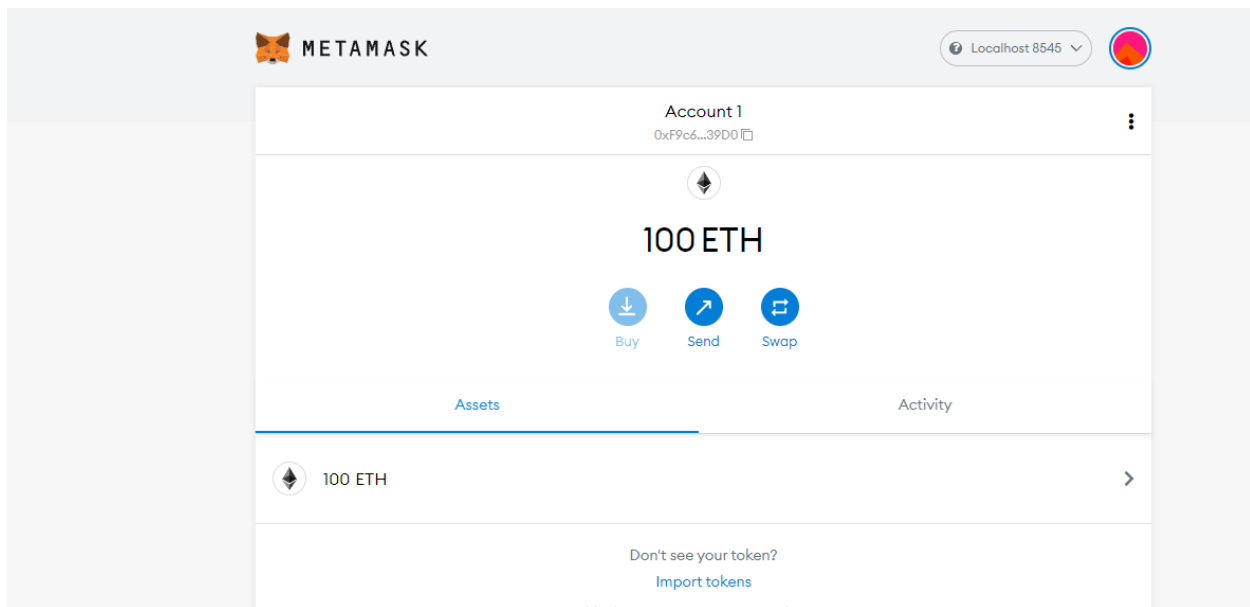 METAMASK
Localhost 8545
Account 1
0xF9c6...39D0
100 ETH
Buy
Send
Swap
Assets
Activity
100 ETH
Don't see your token?
Import tokens